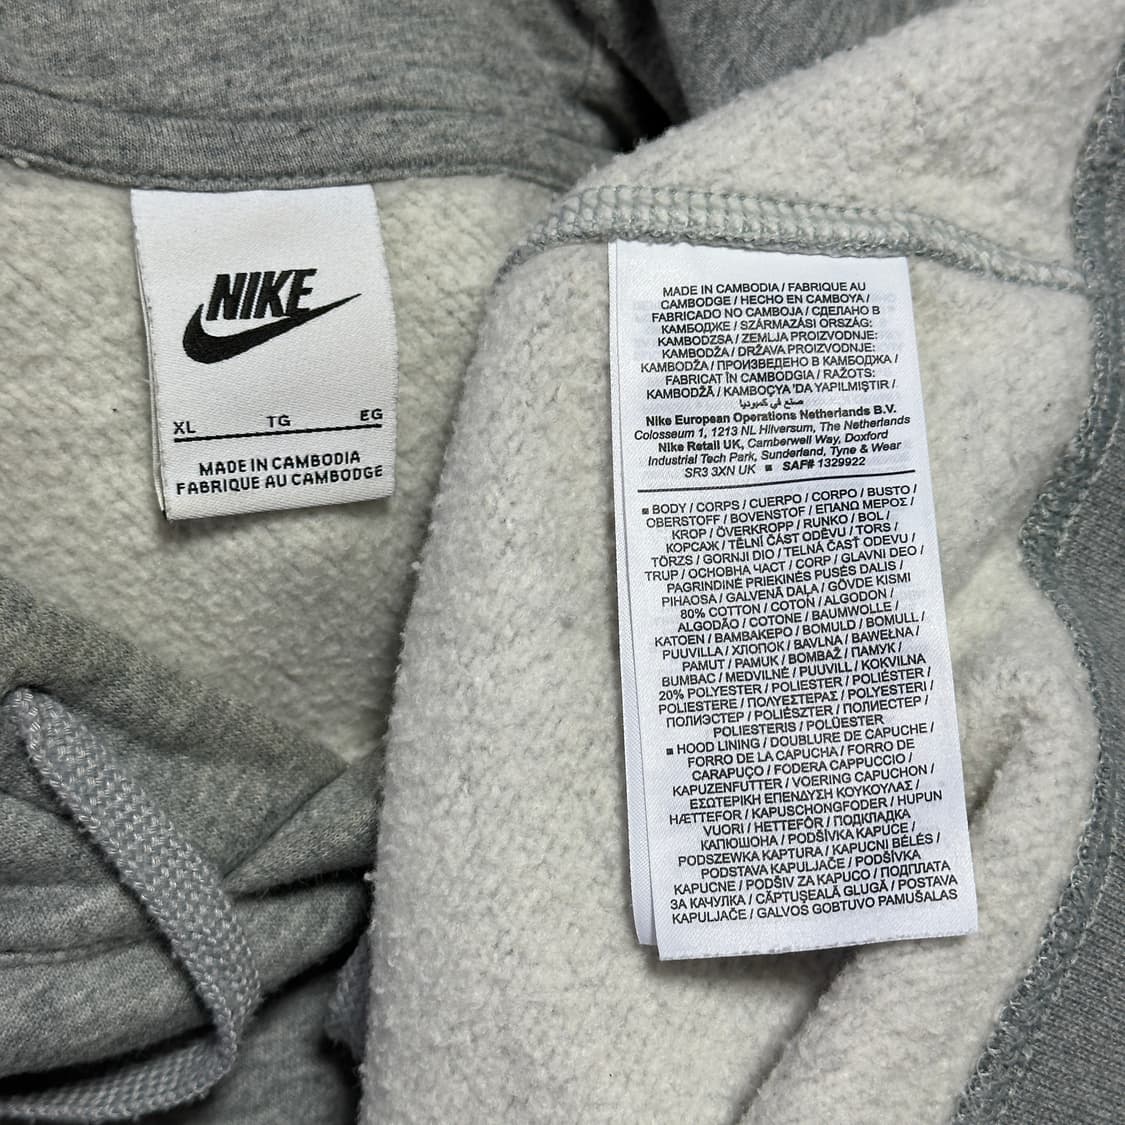 NIKE
XL TG EG
MADE IN CAMBODIA
FABRIQUE AU CAMBODGE
MADE IN CAMBODIA / FABRIQUE AU
CAMBODGE / HECHO EN CAMBOYA /
FABRICADO NO CAMBOJA / СДЕЛАНО В
КАМБОДЖЕ / SZÁRMAZÁSI ORSZÁG:
KAMBODZSA / ZEMLJA PROIZVODNJE:
KAMBODŽA / DRŽAVA PROIZVODNJE:
KAMBODŽA / ПРОИЗВЕДЕНО В КАМБОДЖА /
FABRICAT ÎN CAMBODGIA / RAŽOTS:
KAMBODŽĀ / KAMBOÇYA 'DA YAPILMIŞTIR /
صنع في كمبوديا
Nike European Operations Netherlands B.V.
Colosseum 1, 1213 NL Hilversum, The Netherlands
Nike Retail UK, Camberwell Way, Doxford
Industrial Tech Park, Sunderland, Tyne & Wear
SR3 3XN UK ■ SAF# 1329922
■ BODY / CORPS / CUERPO / CORPO / BUSTO /
OBERSTOFF / BOVENSTOF / ΕΠΑΝΩ ΜΕΡΟΣ /
KROP / ÖVERKROPP / RUNKO / BOL /
КОРСАЖ / TĚLNÍ ČÁST ODĚVU / TORS /
TÖRZS / GORNJI DIO / TELNÁ ČASŤ ODEVU /
TRUP / ОСНОВНА ЧАСТ / CORP / GLAVNI DEO /
PAGRINDINĖ PRIEKINĖS PUSĖS DALIS /
PIHAOSA / GALVENĀ DAĻA / GÖVDE KISMI
80% COTTON / COTON / ALGODON /
ALGODÃO / COTONE / BAUMWOLLE /
KATOEN / ΒΑΜΒΑΚΕΡΟ / BOMULD / BOMULL /
PUUVILLA / ХЛОПОК / BAVLNA / BAWEŁNA /
PAMUT / PAMUK / BOMBAŽ / ПАМУК /
BUMBAC / MEDVILNĖ / PUUVILL / KOKVILNA
20% POLYESTER / POLIESTER / POLIÉSTER /
POLIESTERE / ΠΟΛΥΕΣΤΕΡΑΣ / POLYESTERI /
ПОЛИЭСТЕР / POLIÉSZTER / ПОЛИЕСТЕР /
POLIESTERIS / POLÜESTER
■ HOOD LINING / DOUBLURE DE CAPUCHE /
FORRO DE LA CAPUCHA / FORRO DE
CARAPUÇO / FODERA CAPPUCCIO /
KAPUZENFUTTER / VOERING CAPUCHON /
ΕΣΩΤΕΡΙΚΗ ΕΠΕΝΔΥΣΗ ΚΟΥΚΟΥΛΑΣ /
HÆTTEFOR / KAPUSCHONGFODER / HUPUN
VUORI / HETTEFÔR / ПОДКЛАДКА
КАПЮШОНА / PODŠÍVKA KAPUCE /
PODSZEWKA KAPTURA / KAPUCNI BÉLÉS /
PODSTAVA KAPULJAČE / PODŠÍVKA
KAPUCNE / PODŠIV ZA KAPUCO / ПОДПЛАТА
ЗА КАЧУЛКА / CĂPTUȘEALĂ GLUGĂ / POSTAVA
KAPULJAČE / GALVOS GOBTUVO PAMUŠALAS